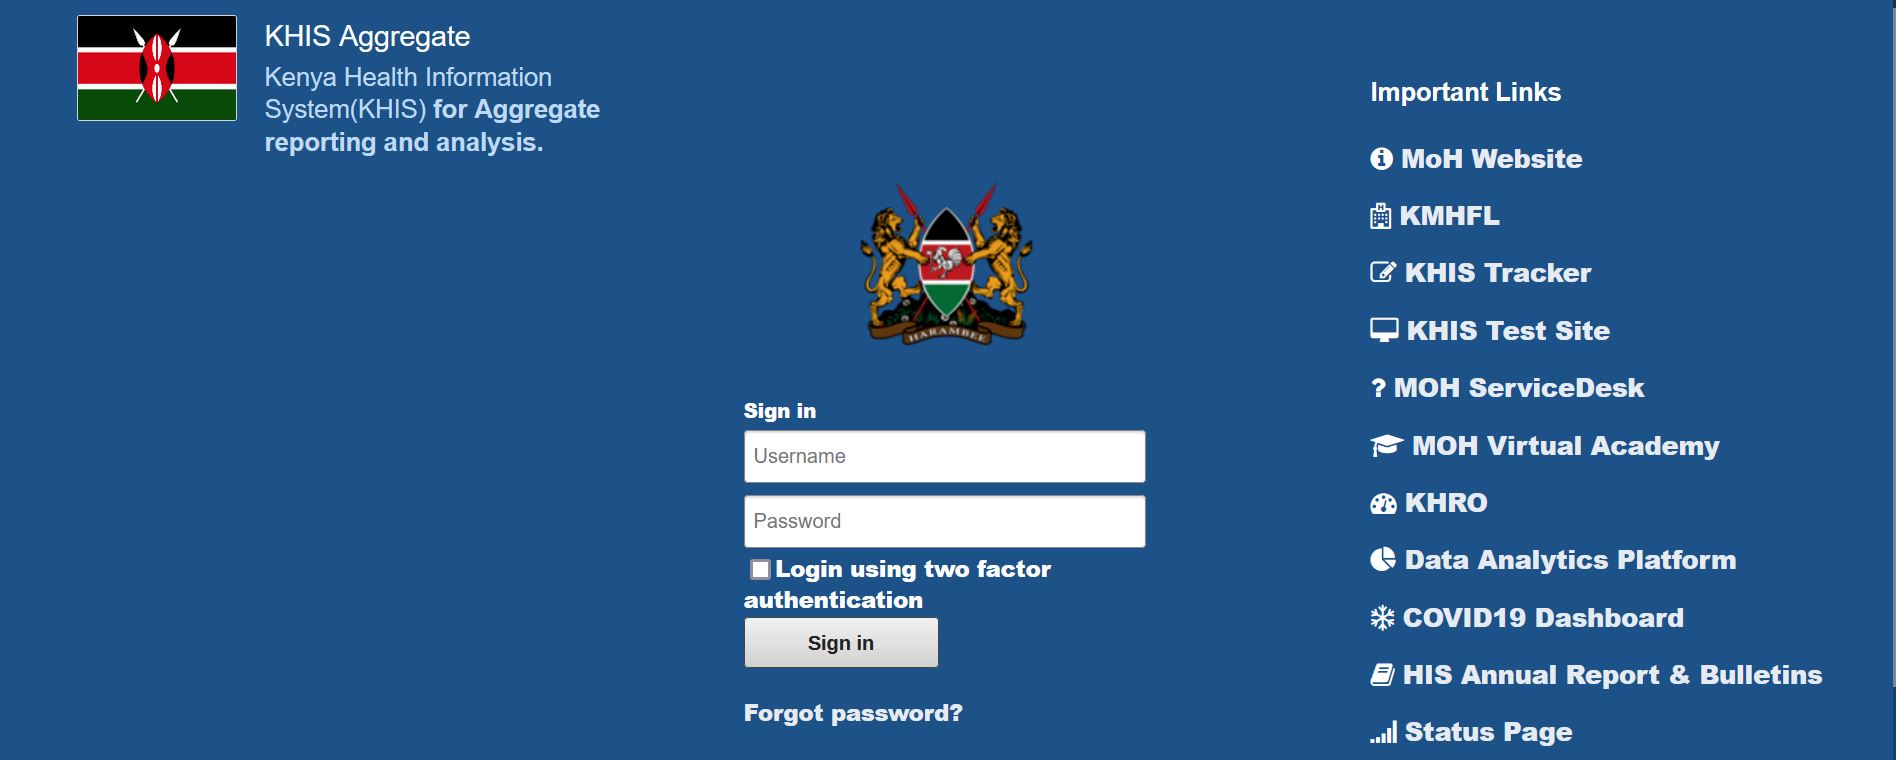 KHIS Aggregate
Kenya Health Information
System(KHIS) for Aggregate
reporting and analysis.
HARAMBEE
Sign in
Username
Password
Login using two factor
authentication
Sign in
Forgot password?
Important Links
MoH Website
KMHFL
KHIS Tracker
KHIS Test Site
? MOH ServiceDesk
MOH Virtual Academy
KHRO
Data Analytics Platform
COVID19 Dashboard
HIS Annual Report & Bulletins
Status Page